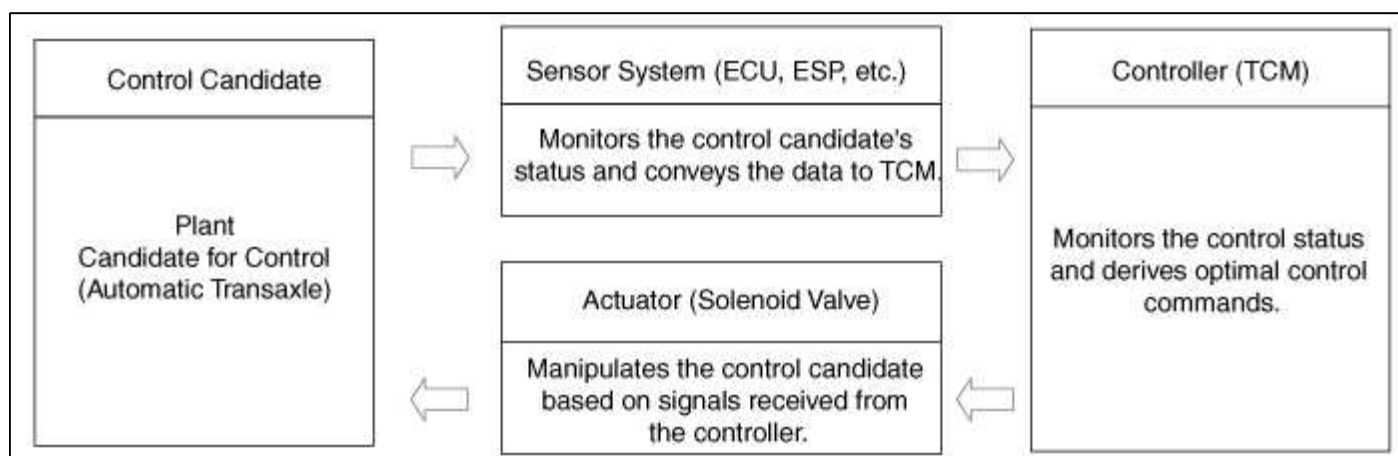 Control Candidate
Plant
Candidate for Control
(Automatic Transaxle)
Sensor System (ECU, ESP, etc.)
Monitors the control candidate's
status and conveys the data to TCM.
Controller (TCM)
Monitors the control status
and derives optimal control
commands.
Actuator (Solenoid Valve)
Manipulates the control candidate
based on signals received from
the controller.